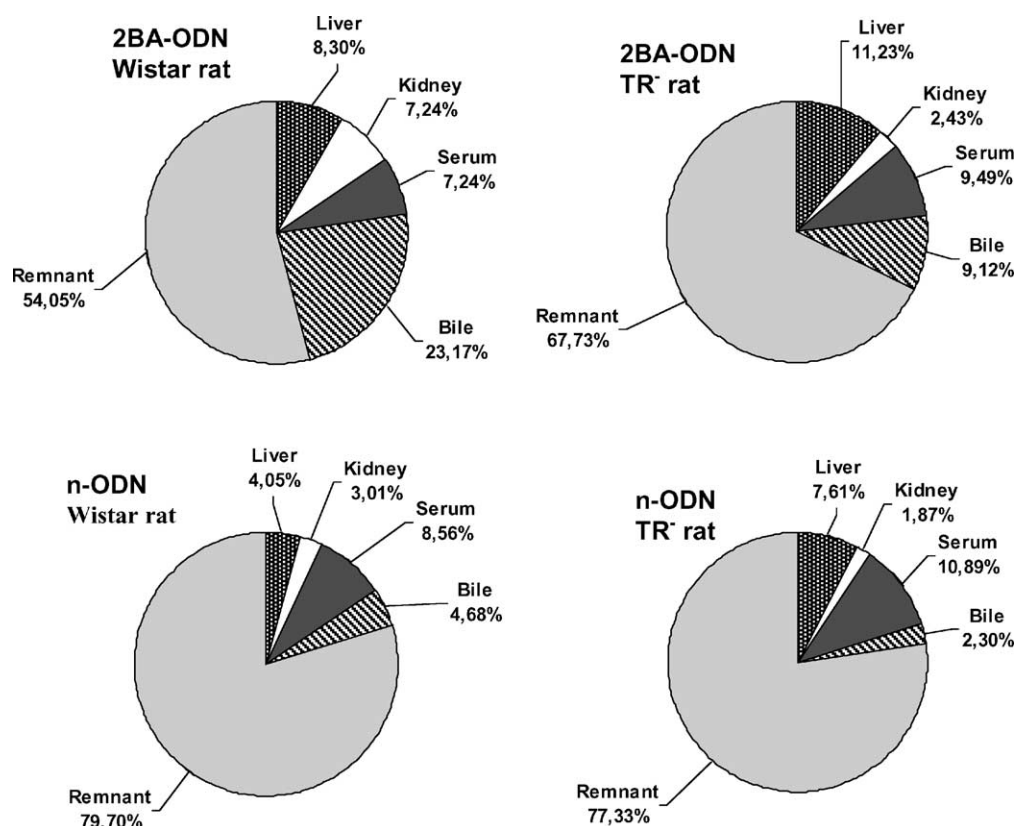 2BA-ODN
Wistar rat
Liver
8,30%
Kidney
7,24%
Serum
7,24%
Bile
23,17%
Remnant
54,05%
2BA-ODN
TR⁻ rat
Liver
11,23%
Kidney
2,43%
Serum
9,49%
Bile
9,12%
Remnant
67,73%
n-ODN
Wistar rat
Liver
4,05%
Kidney
3,01%
Serum
8,56%
Bile
4,68%
Remnant
79,70%
n-ODN
TR⁻ rat
Liver
7,61%
Kidney
1,87%
Serum
10,89%
Bile
2,30%
Remnant
77,33%